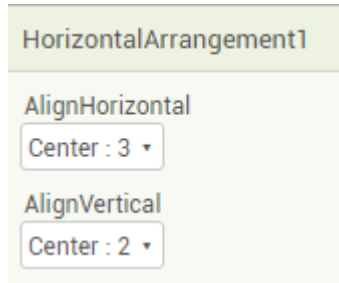 HorizontalArrangement1
AlignHorizontal
Center : 3
AlignVertical
Center : 2